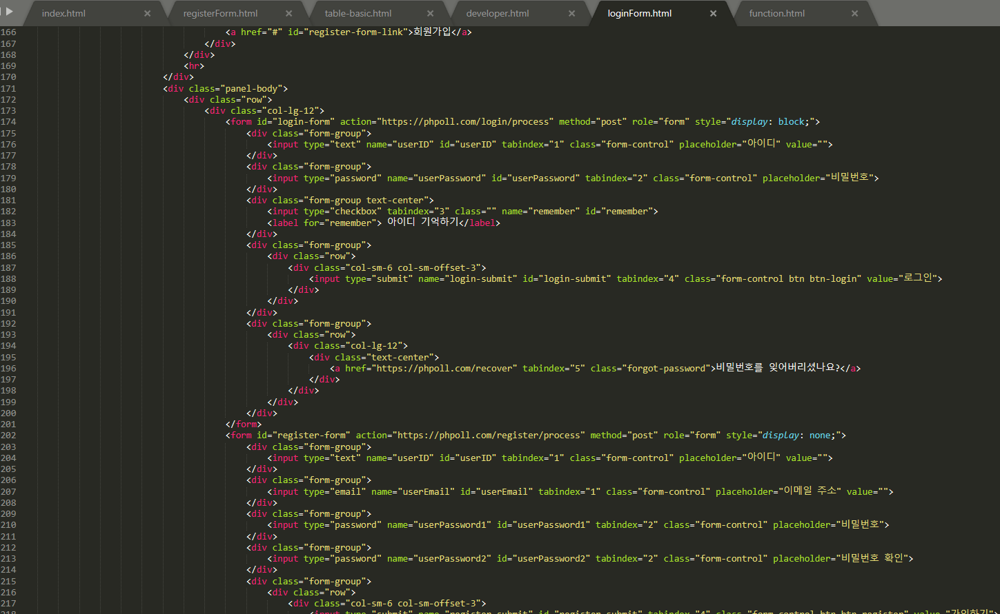 index.html × registerForm.html × table-basic.html × developer.html × loginForm.html × function.html ×
166 <a href="#" id="register-form-link">회원가입</a>
167 </div>
168 </div>
169 <hr>
170 </div>
171 <div class="panel-body">
172 <div class="row">
173 <div class="col-lg-12">
174 <form id="login-form" action="https://phpoll.com/login/process" method="post" role="form" style="display: block;">
175 <div class="form-group">
176 <input type="text" name="userID" id="userID" tabindex="1" class="form-control" placeholder="아이디" value="">
177 </div>
178 <div class="form-group">
179 <input type="password" name="userPassword" id="userPassword" tabindex="2" class="form-control" placeholder="비밀번호">
180 </div>
181 <div class="form-group text-center">
182 <input type="checkbox" tabindex="3" class="" name="remember" id="remember">
183 <label for="remember"> 아이디 기억하기</label>
184 </div>
185 <div class="form-group">
186 <div class="row">
187 <div class="col-sm-6 col-sm-offset-3">
188 <input type="submit" name="login-submit" id="login-submit" tabindex="4" class="form-control btn btn-login" value="로그인">
189 </div>
190 </div>
191 </div>
192 <div class="form-group">
193 <div class="row">
194 <div class="col-lg-12">
195 <div class="text-center">
196 <a href="https://phpoll.com/recover" tabindex="5" class="forgot-password">비밀번호를 잊어버리셨나요?</a>
197 </div>
198 </div>
199 </div>
200 </div>
201 </form>
202 <form id="register-form" action="https://phpoll.com/register/process" method="post" role="form" style="display: none;">
203 <div class="form-group">
204 <input type="text" name="userID" id="userID" tabindex="1" class="form-control" placeholder="아이디" value="">
205 </div>
206 <div class="form-group">
207 <input type="email" name="userEmail" id="userEmail" tabindex="1" class="form-control" placeholder="이메일 주소" value="">
208 </div>
209 <div class="form-group">
210 <input type="password" name="userPassword1" id="userPassword1" tabindex="2" class="form-control" placeholder="비밀번호">
211 </div>
212 <div class="form-group">
213 <input type="password" name="userPassword2" id="userPassword2" tabindex="2" class="form-control" placeholder="비밀번호 확인">
214 </div>
215 <div class="form-group">
216 <div class="row">
217 <div class="col-sm-6 col-sm-offset-3">